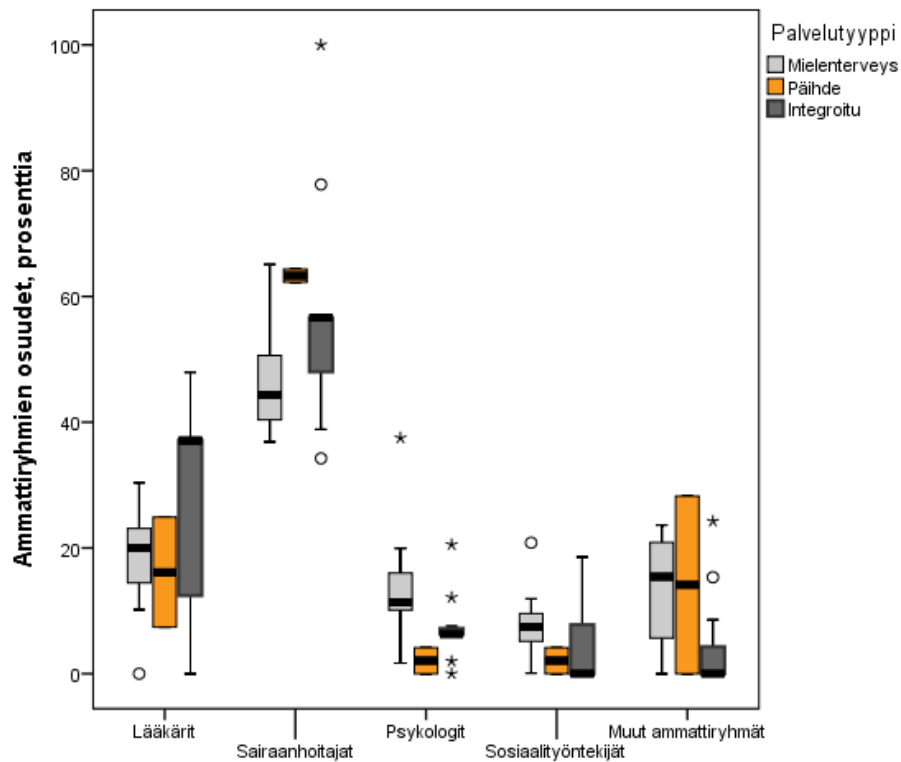 Palvelutyyppi
Mielenterveys
Päihde
Integroitu
Ammattiryhmien osuudet, prosenttia
100
80
60
40
20
0
Lääkärit
Sairaanhoitajat
Psykologit
Sosiaalityöntekijät
Muut ammattiryhmät